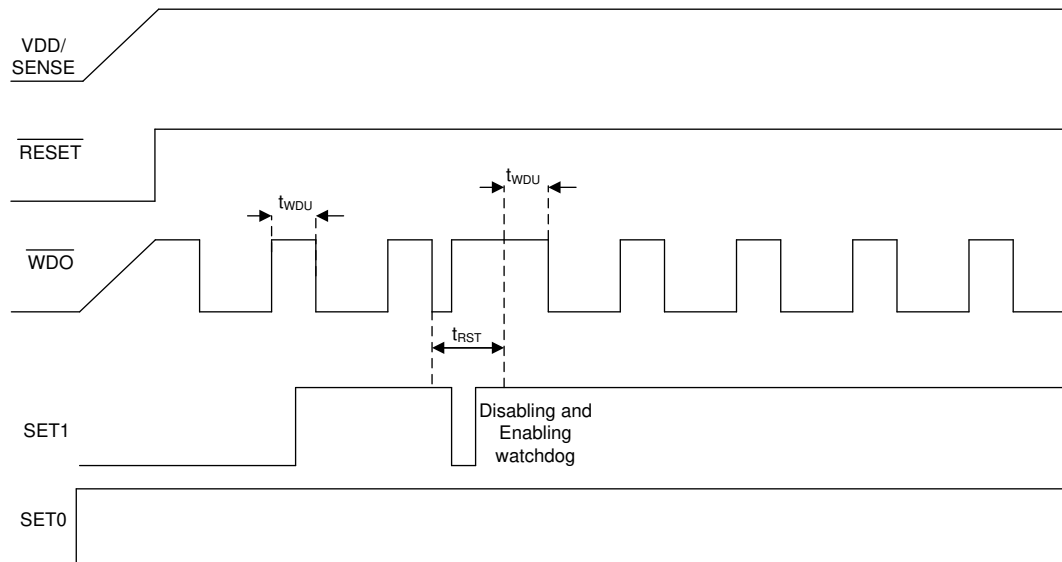 VDD/
SENSE
RESET
tWDU
tWDU
WDO
tRST
SET1
Disabling and
Enabling
watchdog
SET0